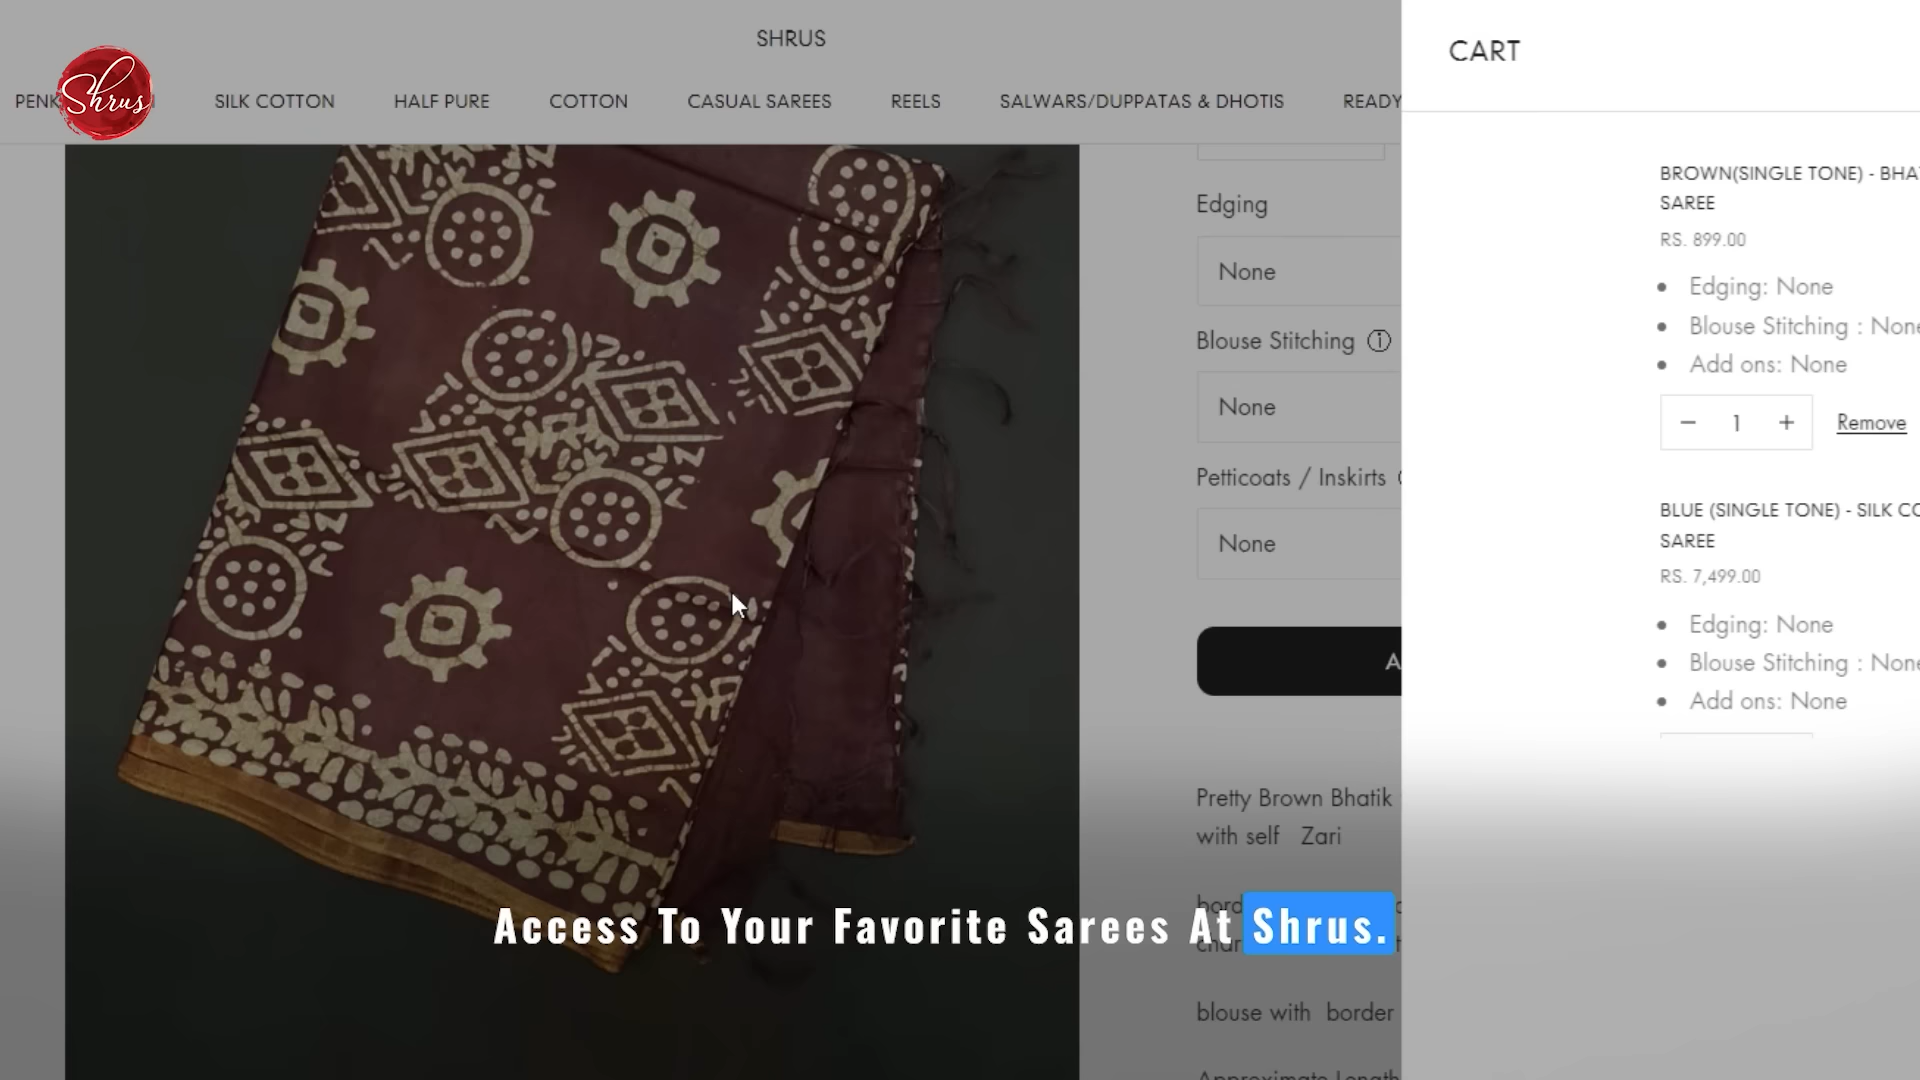 SHRUS
CART
Shrus
SILK COTTON
HALF PURE
COTTON
CASUAL SAREES
REELS
SALWARS/DUPPATAS & DHOTIS
READY
Edging
None
Blouse Stitching
None
Petticoats / Inskirts
None
Pretty Brown Bhatik
with self Zari
blouse with border
Approximate Length
BROWN(SINGLE TONE) -
SAREE
RS. 899.00
Edging: None
Blouse Stitching : None
Add ons: None
− 1 + Remove
BLUE (SINGLE TONE) - SILK
SAREE
RS. 7,499.00
Edging: None
Blouse Stitching : None
Add ons: None
Access To Your Favorite Sarees At Shrus.